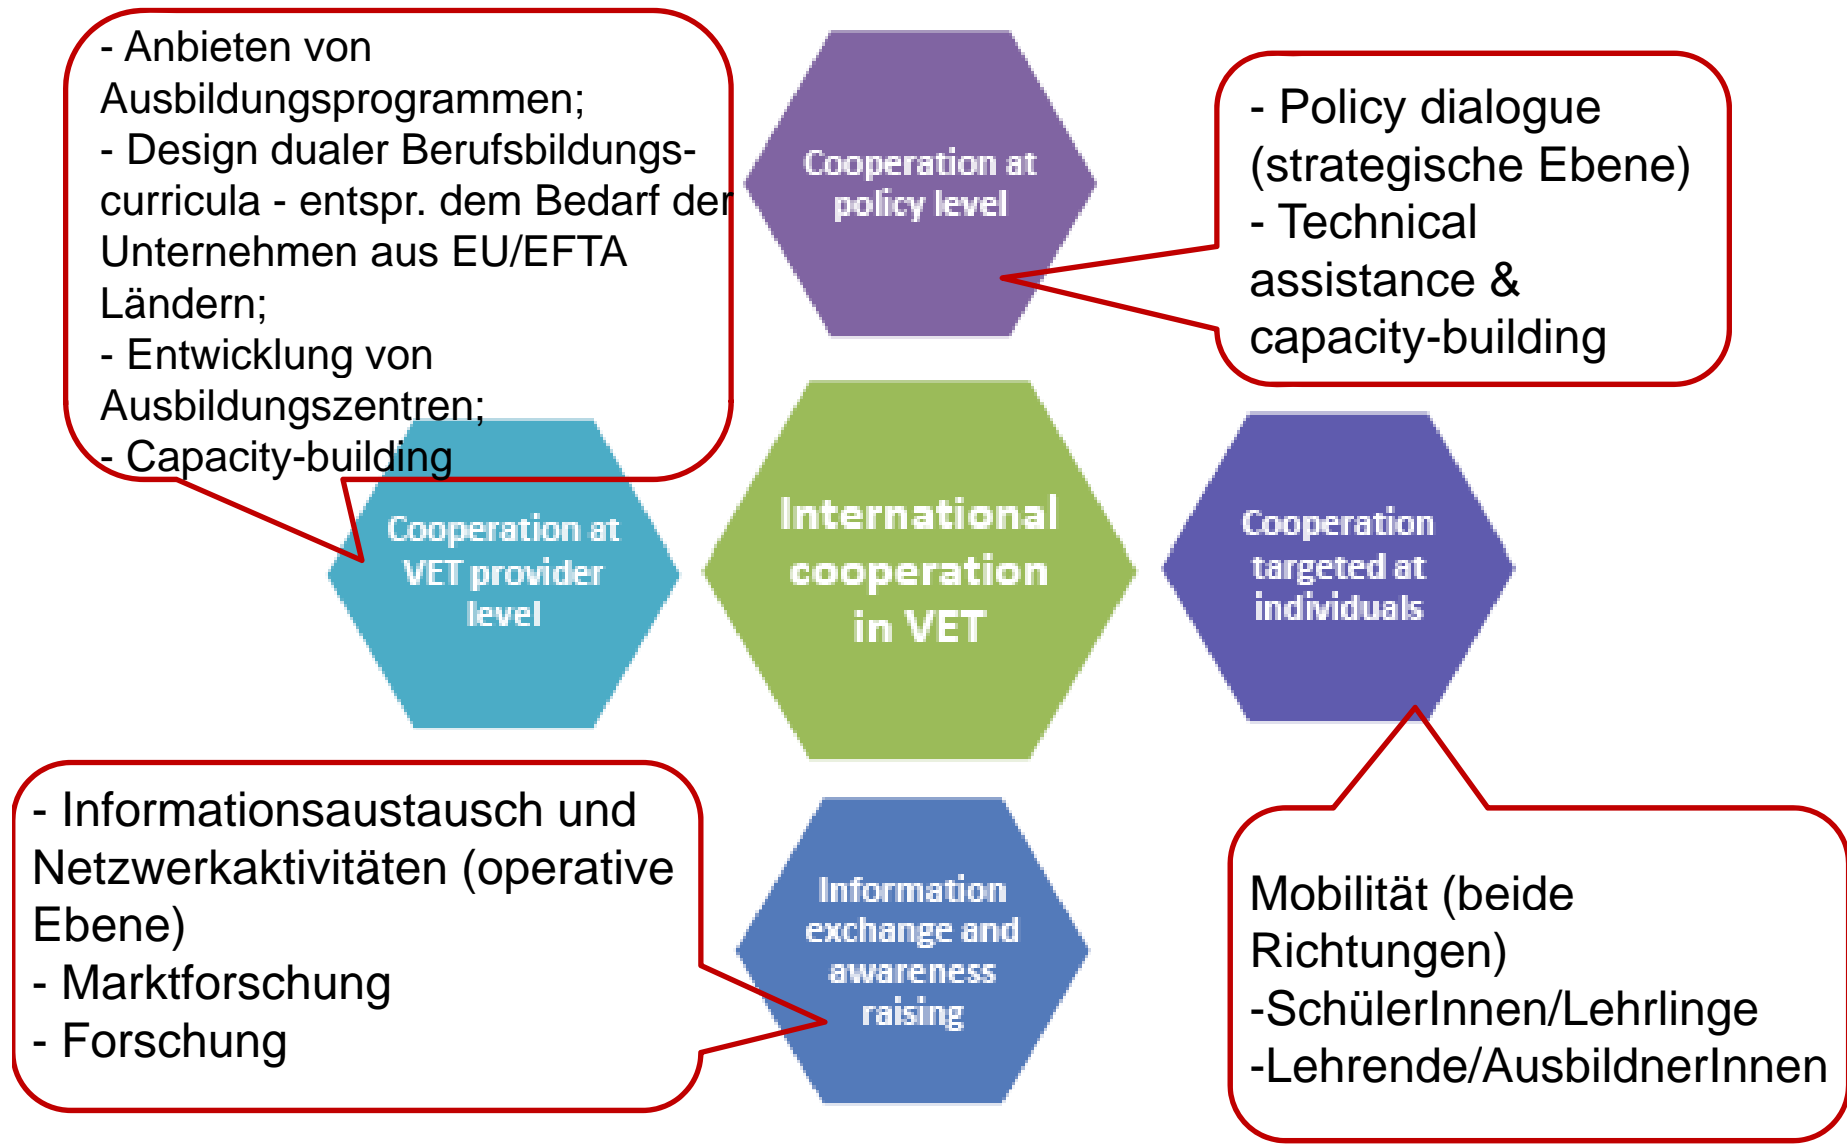 - Anbieten von
Ausbildungsprogrammen;
- Design dualer Berufsbildungs-
curricula - entspr. dem Bedarf der
Unternehmen aus EU/EFTA
Ländern;
- Entwicklung von
Ausbildungszentren;
- Capacity-building
Cooperation at
policy level
- Policy dialogue
(strategische Ebene)
- Technical
assistance &
capacity-building
Cooperation at
VET provider
level
International
cooperation
in VET
Cooperation
targeted at
individuals
- Informationsaustausch und
Netzwerkaktivitäten (operative
Ebene)
- Marktforschung
- Forschung
Information
exchange and
awareness
raising
Mobilität (beide
Richtungen)
-SchülerInnen/Lehrlinge
-Lehrende/AusbildnerInnen